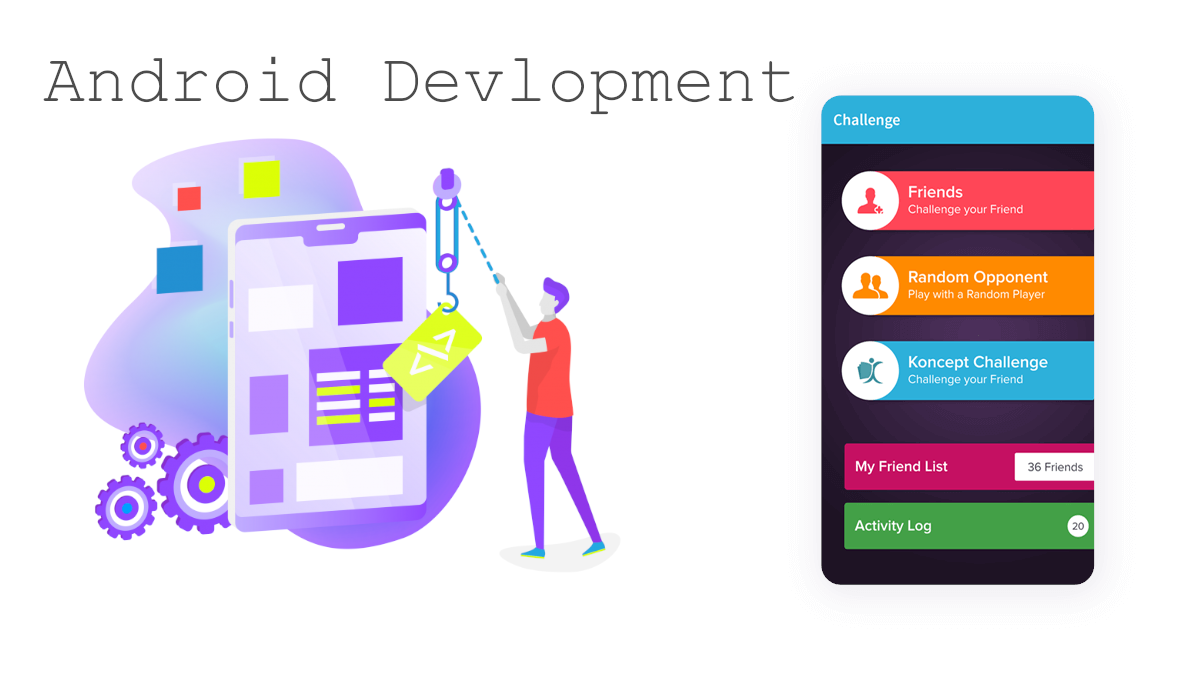 Android Devlopment
Challenge
Friends
Challenge your Friend
Random Opponent
Play with a Random Player
Koncept Challenge
Challenge your Friend
My Friend List
36 Friends
Activity Log
20